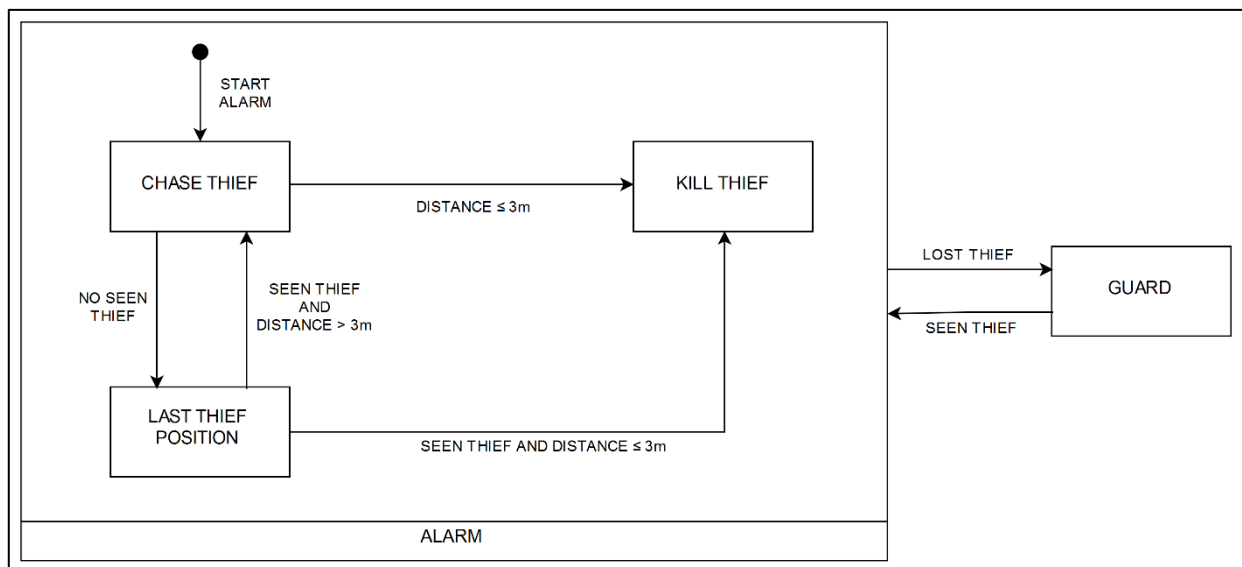 START
ALARM
CHASE THIEF
KILL THIEF
DISTANCE ≤ 3m
LOST THIEF
GUARD
SEEN THIEF
NO SEEN
THIEF
SEEN THIEF
AND
DISTANCE > 3m
LAST THIEF
POSITION
SEEN THIEF AND DISTANCE ≤ 3m
ALARM